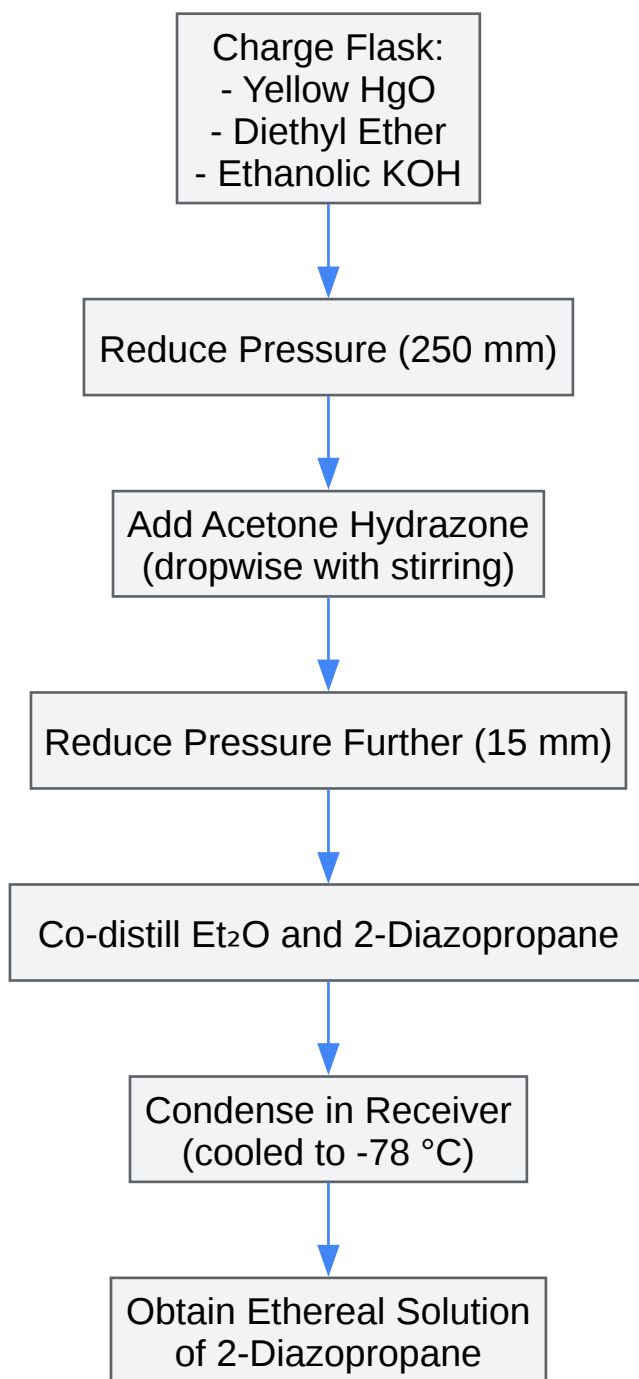 Charge Flask:
- Yellow HgO
- Diethyl Ether
- Ethanolic KOH
Reduce Pressure (250 mm)
Add Acetone Hydrazone
(dropwise with stirring)
Reduce Pressure Further (15 mm)
Co-distill Et₂O and 2-Diazopropane
Condense in Receiver
(cooled to -78 °C)
Obtain Ethereal Solution
of 2-Diazopropane